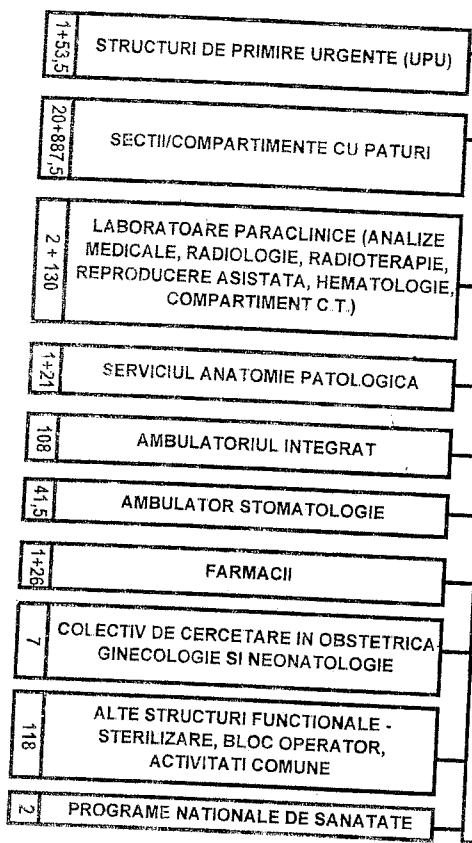 1+53,5
STRUCTURI DE PRIMIRE URGENTE (UPU)
20+887,5
SECTII/COMPARTIMENTE CU PATURI
2 + 130
LABORATOARE PARACLINICE (ANALIZE
MEDICALE, RADIOLOGIE, RADIOTERAPIE,
REPRODUCERE ASISTATA, HEMATOLOGIE,
COMPARTIMENT C.T.)
1+21
SERVICIUL ANATOMIE PATOLOGICA
108
AMBULATORIUL INTEGRAT
41,5
AMBULATOR STOMATOLOGIE
1+26
FARMACII
7
COLECTIV DE CERCETARE IN OBSTETRICA
GINECOLOGIE SI NEONATOLOGIE
118
ALTE STRUCTURI FUNCTIONALE -
STERILIZARE, BLOC OPERATOR,
ACTIVITATI COMUNE
2
PROGRAME NATIONALE DE SANATATE